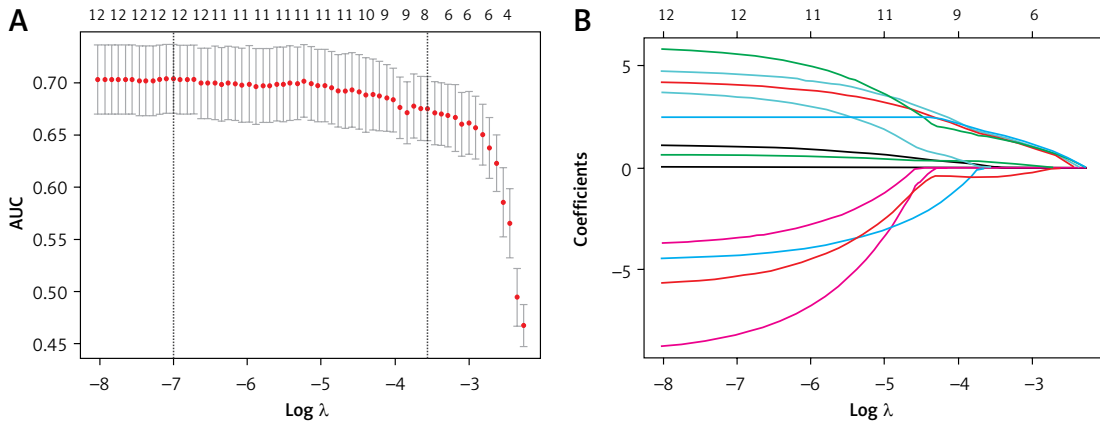 A
12 12 12 12 12 12 11 11 11 11 11 11 10 9 9 8 6 6 6 4
0.70
0.65
0.60
0.55
0.50
0.45
AUC
−8 −7 −6 −5 −4 −3
Log λ
B
12 12 11 11 9 6
5
0
−5
Coefficients
−8 −7 −6 −5 −4 −3
Log λ